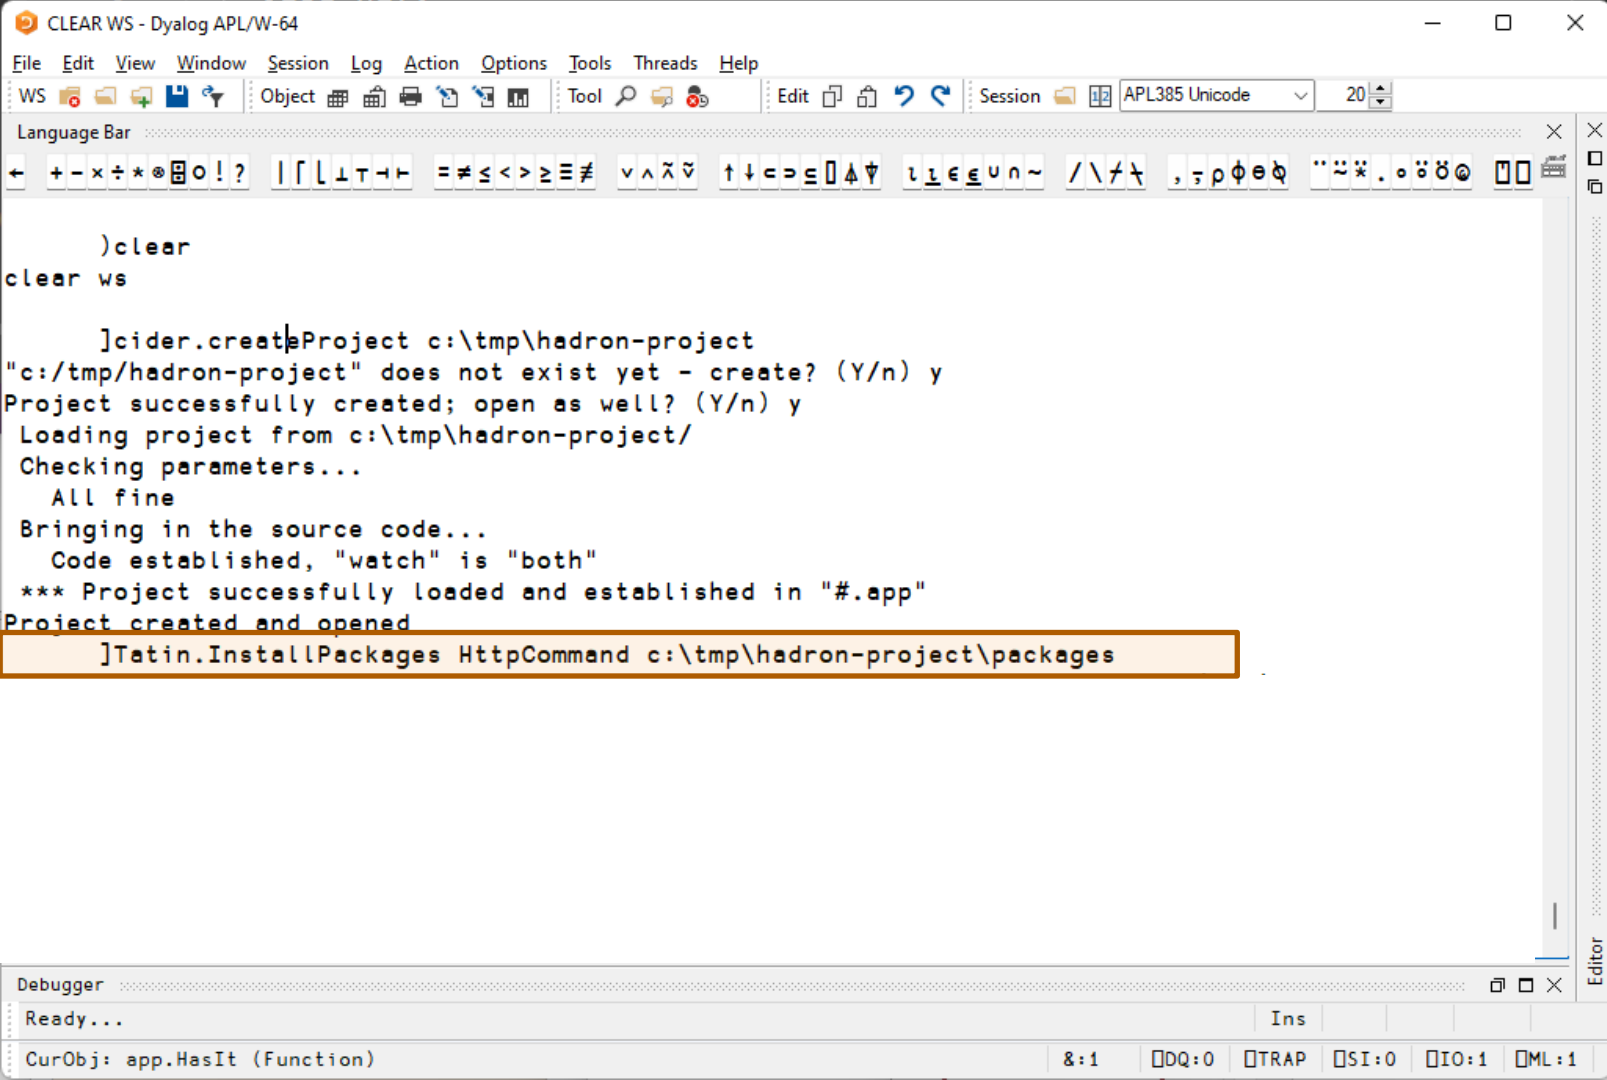 CLEAR WS - Dyalog APL/W-64
File Edit View Window Session Log Action Options Tools Threads Help
WS Object Tool Edit Session APL385 Unicode 20
Language Bar
← + - × ÷ * ⍟ ⌹ ○ ! ? | ⌈ ⌊ ⊥ ⊤ ⊣ ⊢ = ≠ ≤ < > ≥ ≡ ≢ ∨ ∧ ⍲ ⍱ ↑ ↓ ⊂ ⊃ ⊆ ⌷ ⍋ ⍒ ⍳ ⍸ ∊ ⍷ ∪ ∩ ~ / \ ⌿ ⍀ , ⍪ ⍴ ⌽ ⊖ ⍉ ¨ ⍨ ⍣ . ∘ ⍤ ⍥ @ ⍞ ⎕
)clear
clear ws
]cider.createProject c:\tmp\hadron-project
"c:/tmp/hadron-project" does not exist yet - create? (Y/n) y
Project successfully created; open as well? (Y/n) y
Loading project from c:\tmp\hadron-project/
Checking parameters...
All fine
Bringing in the source code...
Code established, "watch" is "both"
*** Project successfully loaded and established in "#.app"
Project created and opened
]Tatin.InstallPackages HttpCommand c:\tmp\hadron-project\packages
Editor
Debugger
Ready... Ins
CurObj: app.HasIt (Function) &:1 ⎕DQ:0 ⎕TRAP ⎕SI:0 ⎕IO:1 ⎕ML:1